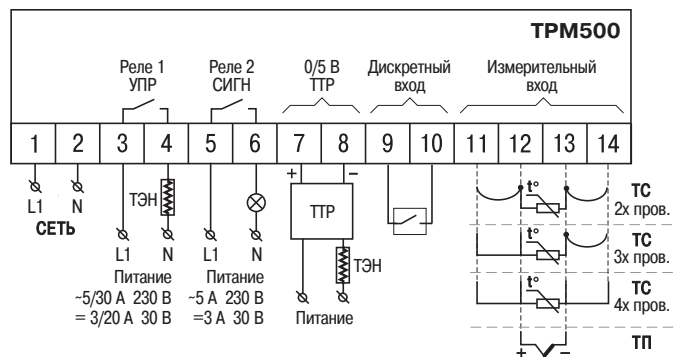 ТРМ500
Реле 1
УПР
Реле 2
СИГН
0/5 В
ТТР
Дискретный
вход
Измерительный
вход
1 2 3 4 5 6 7 8 9 10 11 12 13 14
L1 N
СЕТЬ
ТЭН
L1 N
Питание
~5/30 А 230 В
= 3/20 А 30 В
L1 N
Питание
~5 А 230 В
=3 А 30 В
+ –
ТТР
ТЭН
Питание
t°
ТС
2х пров.
t°
ТС
3х пров.
t°
ТС
4х пров.
+ –
ТП